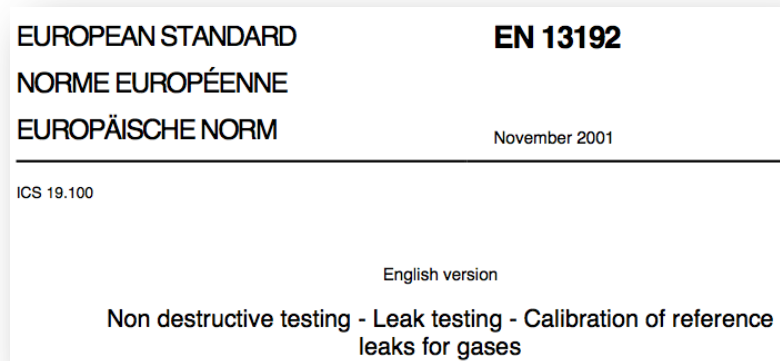 EUROPEAN STANDARD
EN 13192
NORME EUROPÉENNE
EUROPÄISCHE NORM
November 2001
ICS 19.100
English version
Non destructive testing - Leak testing - Calibration of reference
leaks for gases